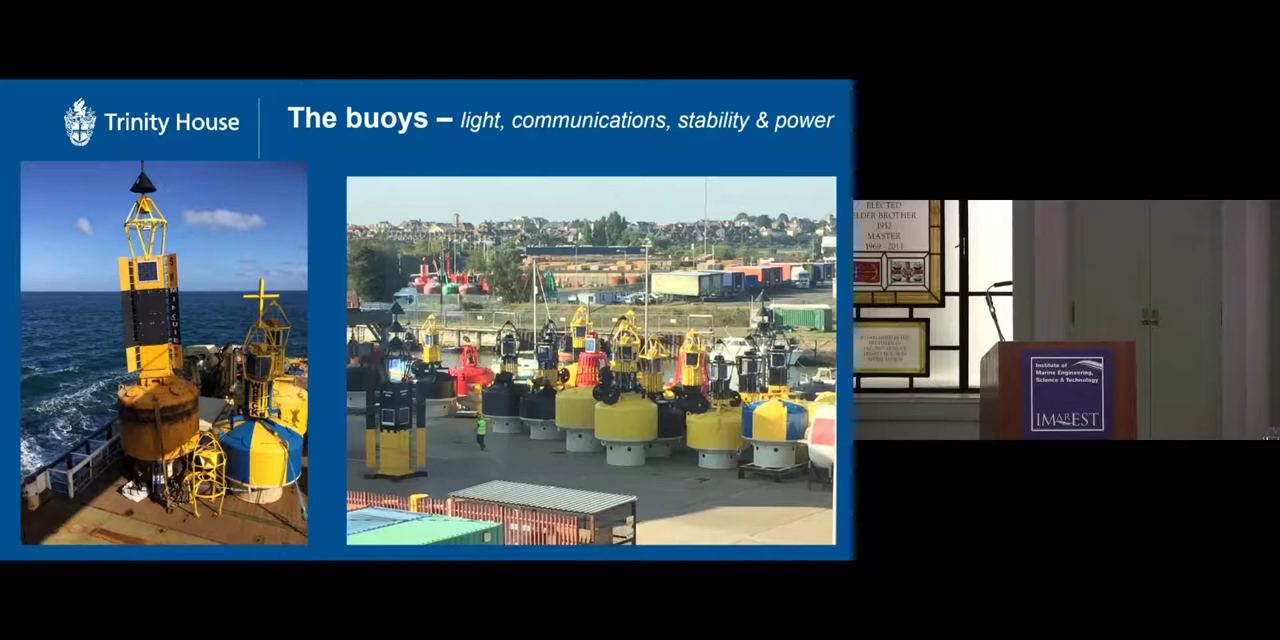 Trinity House
The buoys – light, communications, stability & power
ELECTED
ELDER BROTHER
1952
MASTER
1969 - 2011
Institute of
Marine Engineering,
Science & Technology
IMarEST